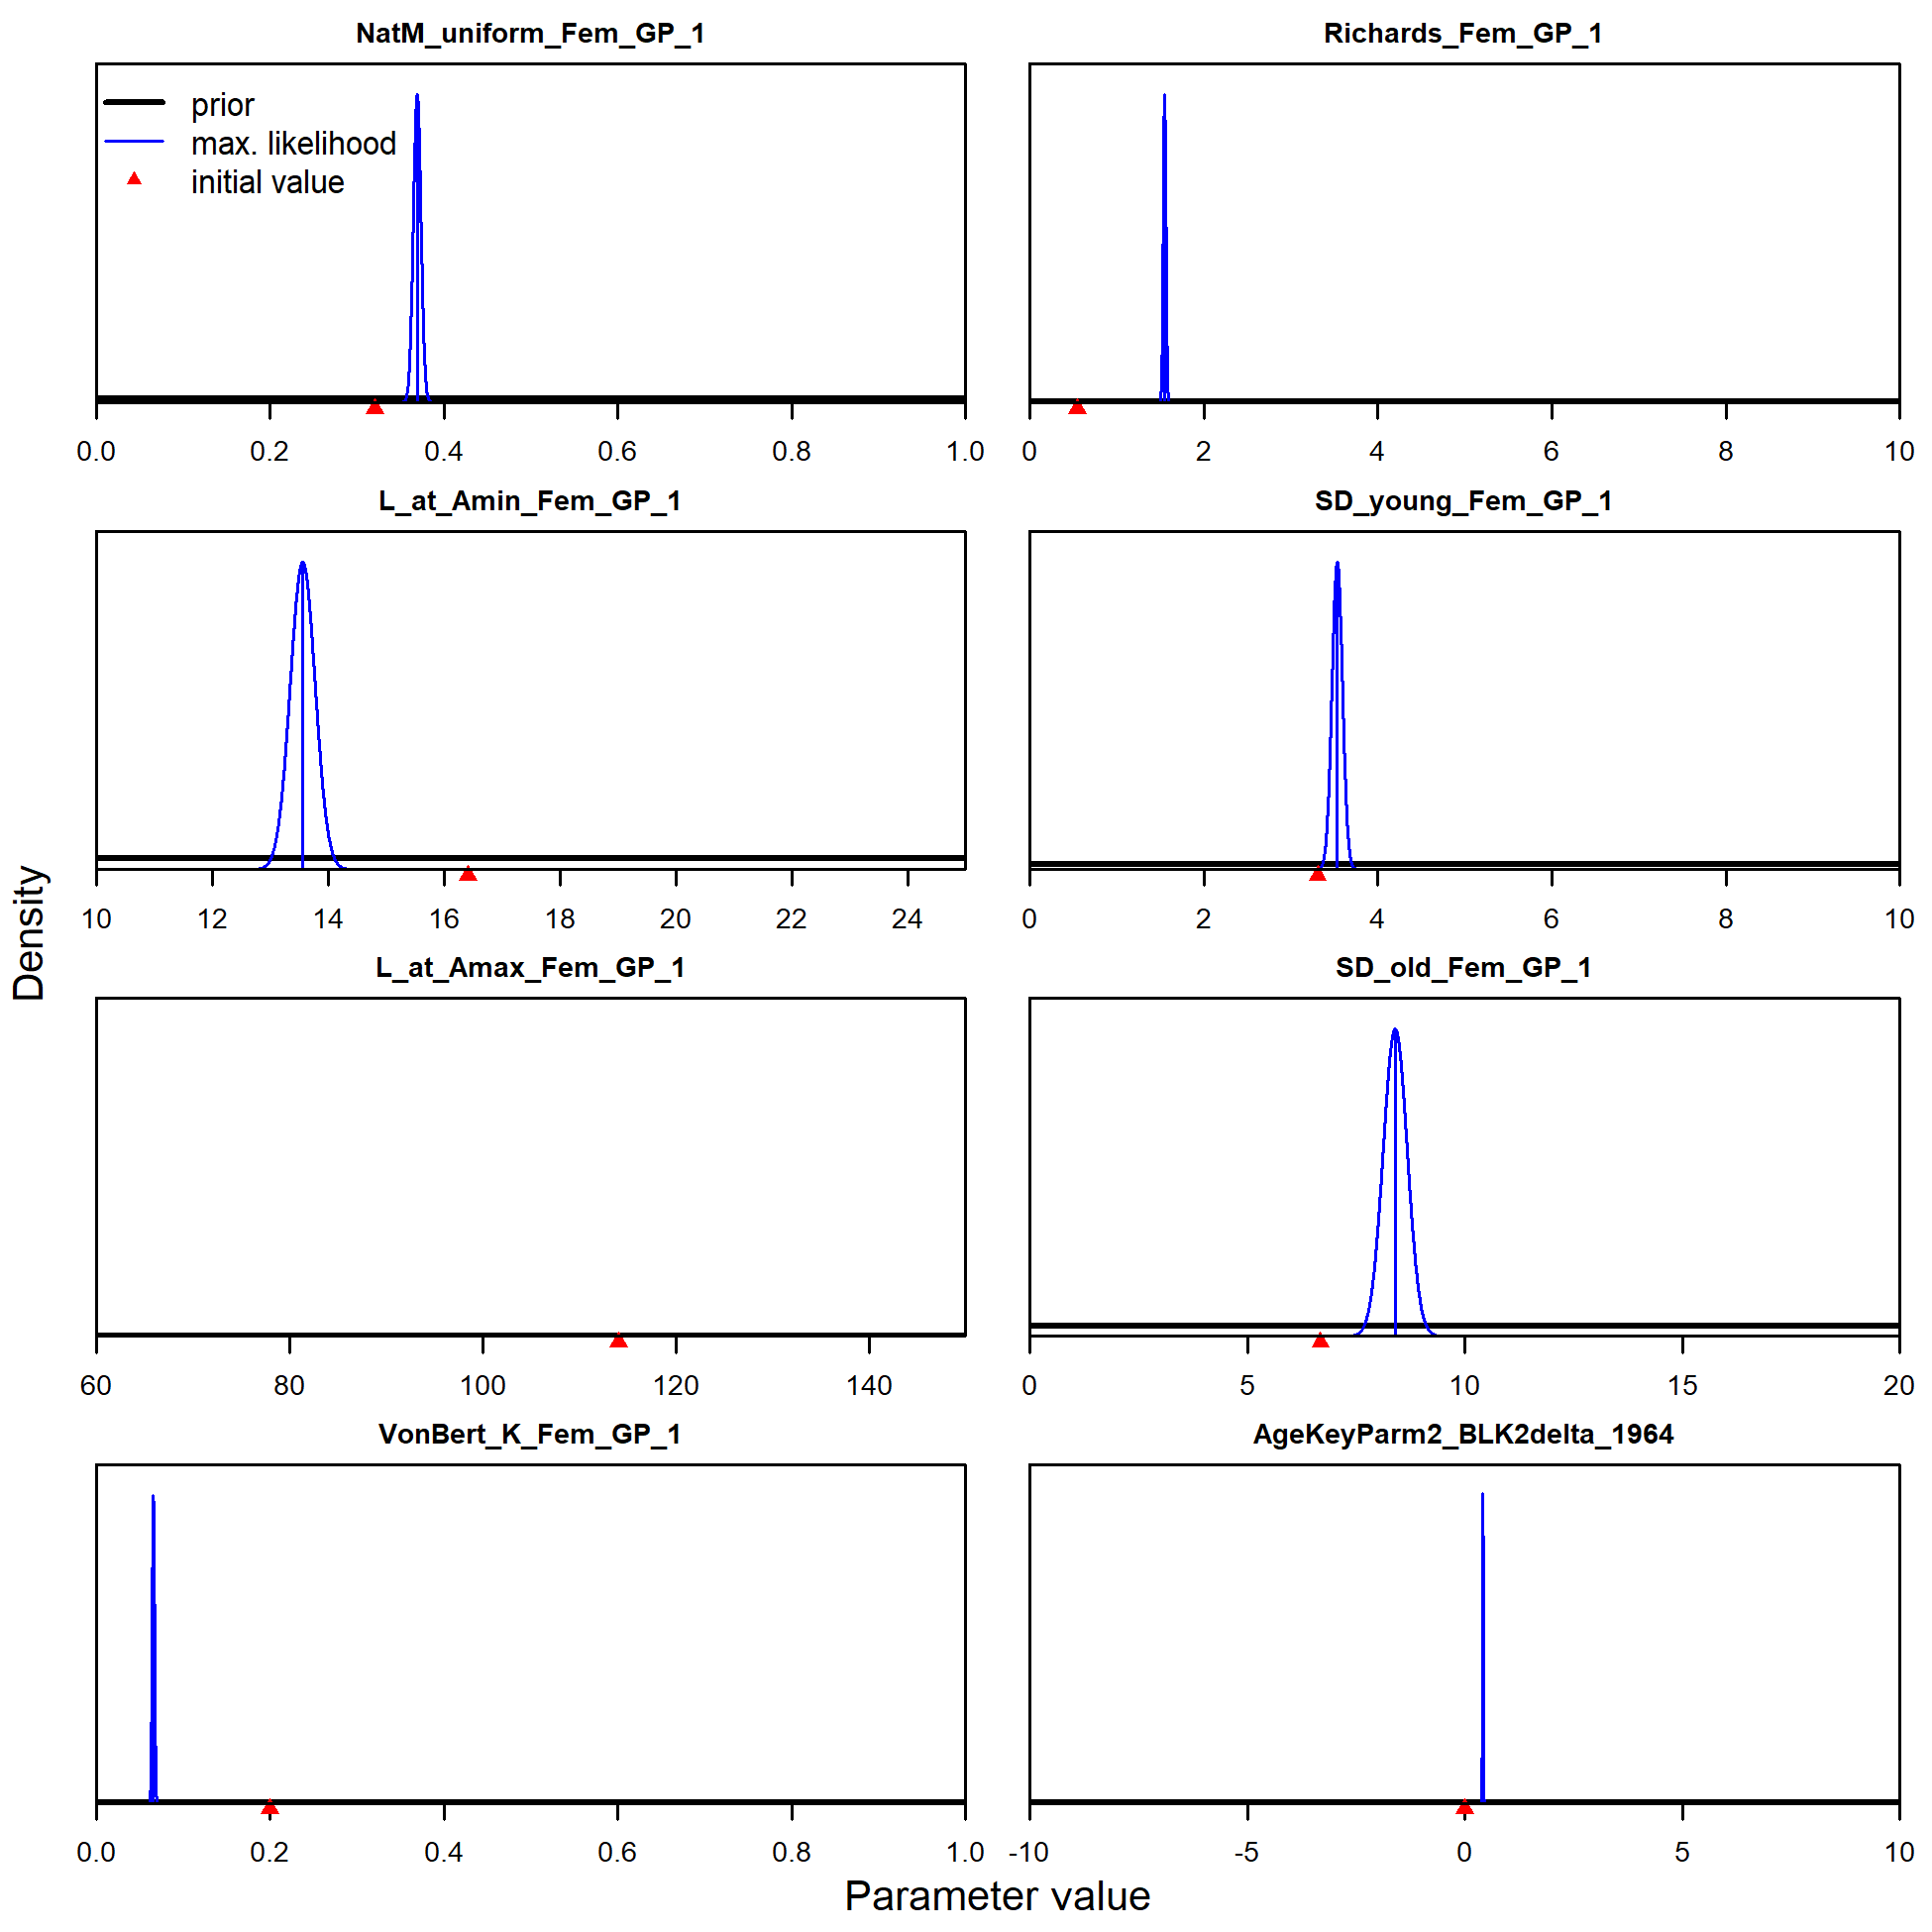 NatM_uniform_Fem_GP_1
prior
max. likelihood
initial value
0.0 0.2 0.4 0.6 0.8 1.0
Richards_Fem_GP_1
0 2 4 6 8 10
L_at_Amin_Fem_GP_1
10 12 14 16 18 20 22 24
SD_young_Fem_GP_1
0 2 4 6 8 10
L_at_Amax_Fem_GP_1
60 80 100 120 140
SD_old_Fem_GP_1
0 5 10 15 20
VonBert_K_Fem_GP_1
0.0 0.2 0.4 0.6 0.8 1.0
AgeKeyParm2_BLK2delta_1964
-10 -5 0 5 10
Density
Parameter value